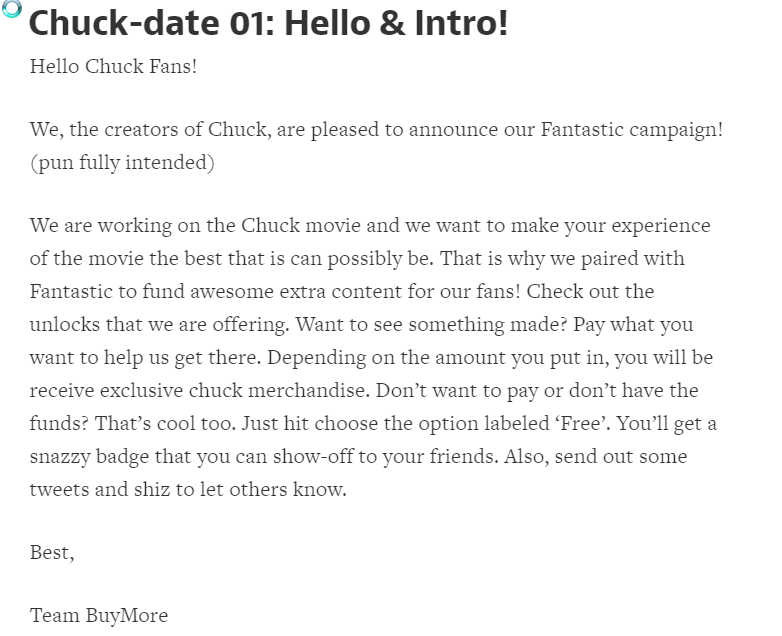 Chuck-date 01: Hello & Intro!
Hello Chuck Fans!
We, the creators of Chuck, are pleased to announce our Fantastic campaign!
(pun fully intended)
We are working on the Chuck movie and we want to make your experience
of the movie the best that is can possibly be. That is why we paired with
Fantastic to fund awesome extra content for our fans! Check out the
unlocks that we are offering. Want to see something made? Pay what you
want to help us get there. Depending on the amount you put in, you will be
receive exclusive chuck merchandise. Don’t want to pay or don’t have the
funds? That’s cool too. Just hit choose the option labeled ‘Free’. You’ll get a
snazzy badge that you can show-off to your friends. Also, send out some
tweets and shiz to let others know.
Best,
Team BuyMore